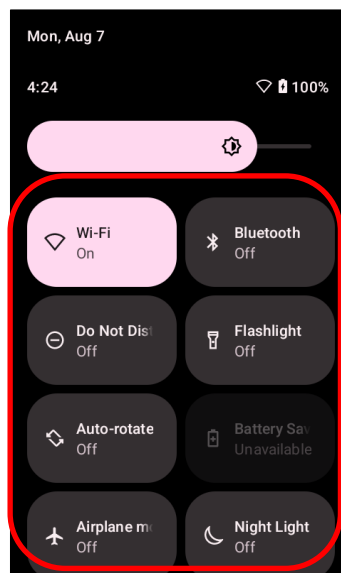 Mon, Aug 7
4:24 100%
Wi-Fi Bluetooth
On Off
Do Not Dist Flashlight
Off Off
Auto-rotate Battery Sav
Off Unavailable
Airplane mo Night Light
Off Off